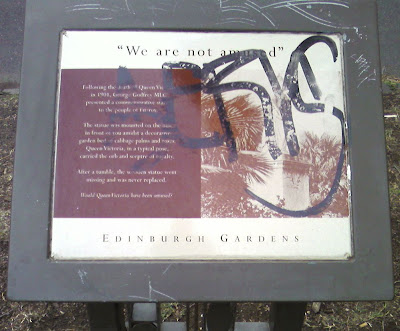 "We are not amused"
Following the death of Queen Victoria
in 1901, George Godfrey MLC
presented a commemorative statue
to the people of Fitzroy.
The statue was mounted on the
in front of you amidst a decorative
garden bed of cabbage palms and roses.
Queen Victoria, in a typical pose,
carried the orb and sceptre of royalty.
After a tumble, the wooden statue went
missing and was never replaced.
Would Queen Victoria have been amused?
EDINBURGH GARDENS